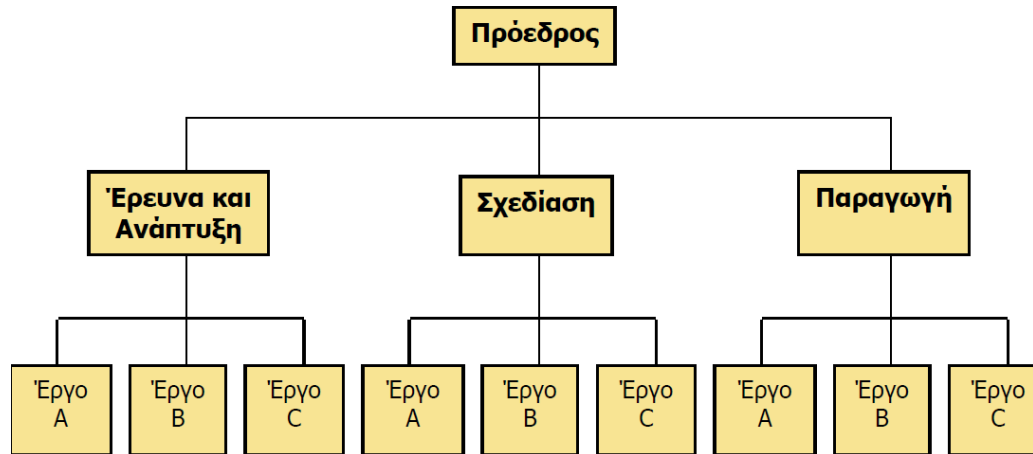 Πρόεδρος
Έρευνα και
Ανάπτυξη
Σχεδίαση
Παραγωγή
Έργο
A
Έργο
B
Έργο
C
Έργο
A
Έργο
B
Έργο
C
Έργο
A
Έργο
B
Έργο
C